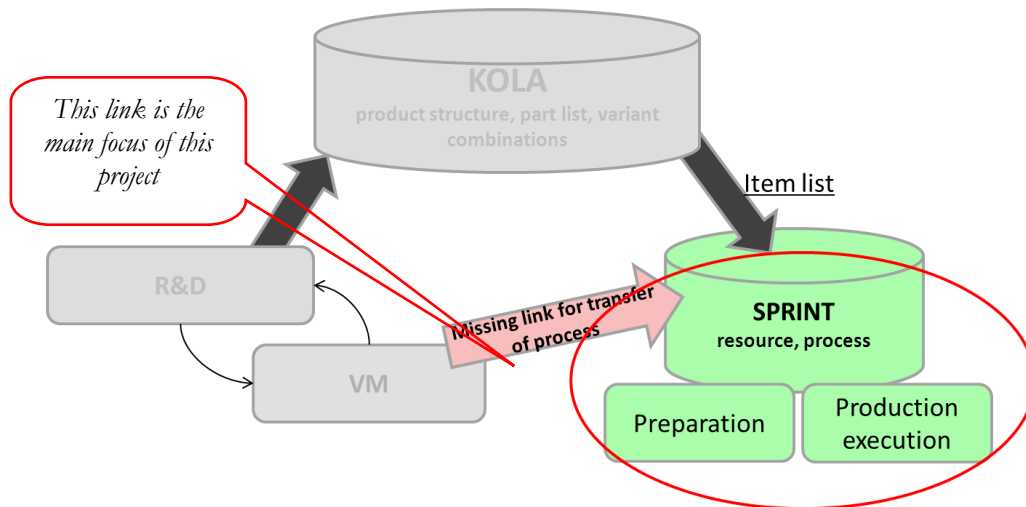 KOLA
product structure, part list, variant
combinations
This link is the
main focus of this
project
Item list
R&D
Missing link for transfer
of process
SPRINT
resource, process
VM
Preparation
Production
execution